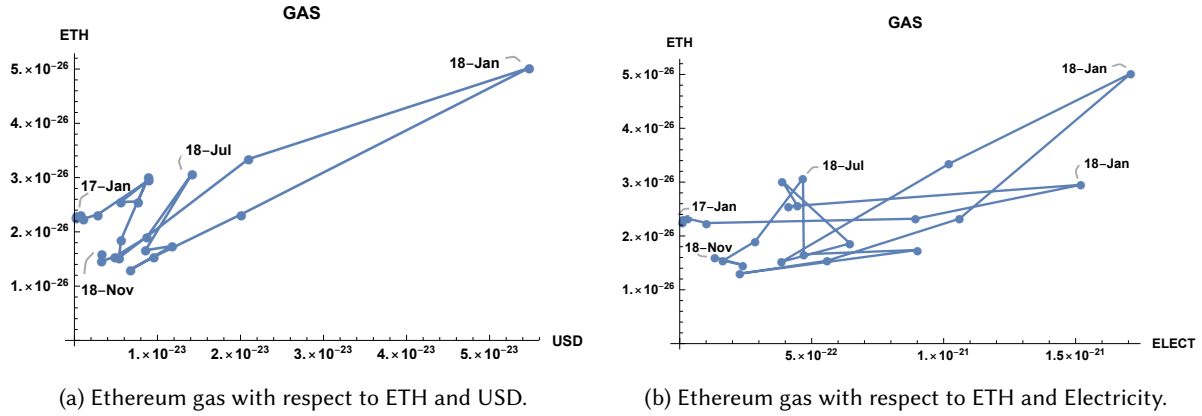 GAS
ETH
5.×10⁻²⁶
4.×10⁻²⁶
3.×10⁻²⁶
2.×10⁻²⁶
1.×10⁻²⁶
18–Jan
18–Jul
17–Jan
18–Nov
1.×10⁻²³
2.×10⁻²³
3.×10⁻²³
4.×10⁻²³
5.×10⁻²³
USD
(a) Ethereum gas with respect to ETH and USD.
GAS
ETH
5.×10⁻²⁶
4.×10⁻²⁶
3.×10⁻²⁶
2.×10⁻²⁶
1.×10⁻²⁶
18–Jan
18–Jul
18–Jan
17–Jan
18–Nov
5.×10⁻²²
1.×10⁻²¹
1.5×10⁻²¹
ELECT
(b) Ethereum gas with respect to ETH and Electricity.